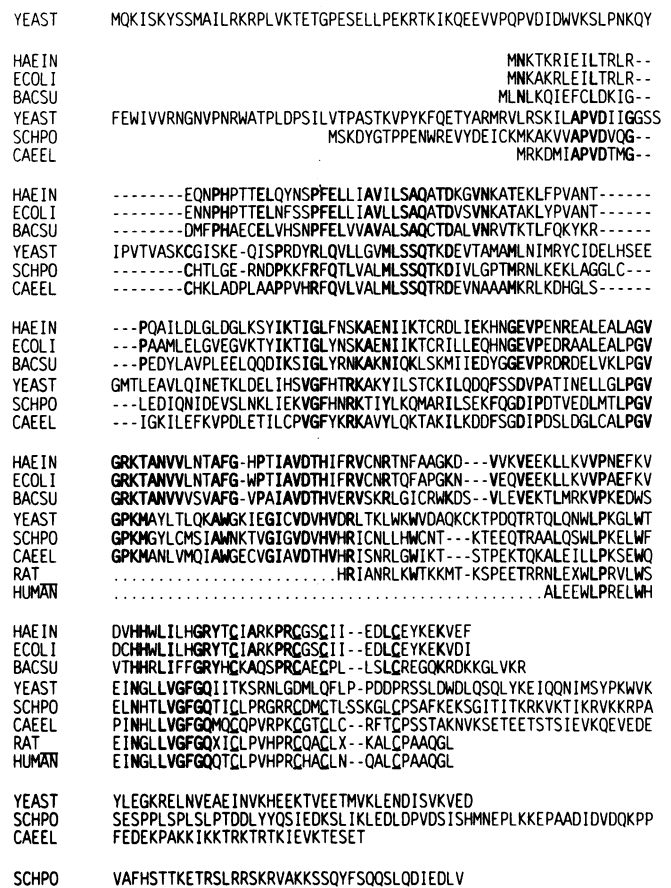 YEAST MQKISKYSSMAILRKRPLVKTETGPESELLPEKRTKIKQEEVVPQPVDIDWVKSLPNKQY
HAEIN MNKTKRIEILTRLR--
ECOLI MNKAKRLEILTRLR--
BACSU MLNLKQIEFCLDKIG--
YEAST FEWIVVRNGNVPNRWATPLDPSILVTPASTKVPYKFQETYARMRVLRSKILAPVDIIGGSS
SCHPO MSKDYGTPPENWREVYDEICKMKAKVVAPVDVQG--
CAEEL MRKDMIAPVDTMG--
HAEIN --------EQNPHPTTELQYNSPFELLIAVILSAQATDKGVNKATEKLFPVANT------
ECOLI --------ENNPHPTTELNFSSPFELLIAVLLSAQATDVSVNKATAKLYPVANT------
BACSU --------DMFPHAECELVHSNPFELVVAVALSAQCTDALVNRVTKTLFQKYKR------
YEAST IPVTVASKCGISKE-QISPRDYRLQVLLGVMLSSQTKDEVTAMAMLNIMRYCIDELHSEE
SCHPO --------CHTLGE-RNDPKKFRFQTLVALMLSSQTKDIVLGPTMRNLKEKLAGGLC---
CAEEL --------CHKLADPLAAPPVHRFQVLVALMLSSQTRDEVNAAAMKRLKDHGLS------
HAEIN ---PQAILDLGLDGLKSYIKTIGLFNSKAENIIKTCRDLIEKHNGEVPENREALEALAGV
ECOLI ---PAAMLELGVEGVKTYIKTIGLYNSKAENIIKTCRILLEQHNGEVPEDRAALEALPGV
BACSU ---PEDYLAVPLEELQQDIKSIGLYRNKAKNIQKLSKMIIEDYGGEVPRDRDELVKLPGV
YEAST GMTLEAVLQINETKLDELIHSVGFHTRKAKYILSTCKILQDQFSSDVPATINELLGLPGV
SCHPO ---LEDIQNIDEVSLNKLIEKVGFHNRKTIYLKQMARILSEKFQGDIPDTVEDLMTLPGV
CAEEL ---IGKILEFKVPDLETILCPVGFYKRKAVYLQKTAKILKDDFSGDIPDSLDGLCALPGV
HAEIN GRKTANVVLNTAFG-HPTIAVDTHIFRVCNRTNFAAGKD---VVKVEEKLLKVVPNEFKV
ECOLI GRKTANVVLNTAFG-WPTIAVDTHIFRVCNRTQFAPGKN---VEQVEEKLLKVVPAEFKV
BACSU GRKTANVVVSVAFG-VPAIAVDTHVERVSKRLGICRWKDS--VLEVEKTLMRKVPKEDWS
YEAST GPKMAYLTLQKAWGKIEGICVDVHVDRLTKLWKWVDAQKCKTPDQTRTQLQNWLPKGLWT
SCHPO GPKMGYLCMSIAWNKTVGIGVDVHVHRICNLLHWCNT---KTEEQTRAALQSWLPKELWF
CAEEL GPKMANLVMQIAWGECVGIAVDTHVHRISNRLGWIKT---STPEKTQKALEILLPKSEWQ
RAT .......................HRIANRLKWTKKMT-KSPEETRRNLEXWLPRVLWS
HUMAN .............................................ALEEWLPRELWH
HAEIN DVHHWLILHGRYTCIARKPRCGSCII--EDLCEYKEKVEF
ECOLI DCHHWLILHGRYTCIARKPRCGSCII--EDLCEYKEKVDI
BACSU VTHHRLIFFGRYHCKAQSPRCAECPL--LSLCREGQKRDKKGLVKR
YEAST EINGLLVGFGQIITKSRNLGDMLQFLP-PDDPRSSLDWDLQSQLYKEIQQNIMSYPKWVK
SCHPO ELNHTLVGFGQTICLPRGRRCDMCTLSSKGLCPSAFKEKSGITITKRKVKTIKRVKKRPA
CAEEL PINHLLVGFGQMQCQPVRPKCGTCLC--RFTCPSSTAKNVKSETEETSTSIEVKQEVEDE
RAT EINGLLVGFGQXICLPVHPRCQACLX--KALCPAAQGL
HUMAN EINGLLVGFGQQTCLPVHPRCHACLN--QALCPAAQGL
YEAST YLEGKRELNVEAEINVKHEEKTVEETMVKLENDISVKVED
SCHPO SESPPLSPLSLPTDDLYYQSIEDKSLIKLEDLDPVDSISHMNEPLKKEPAADIDVDQKPP
CAEEL FEDEKPAKKIKKTRKTRTKIEVKTESET
SCHPO VAFHSTTKETRSLRRSKRVAKKSSQYFSQQSLQDIEDLV